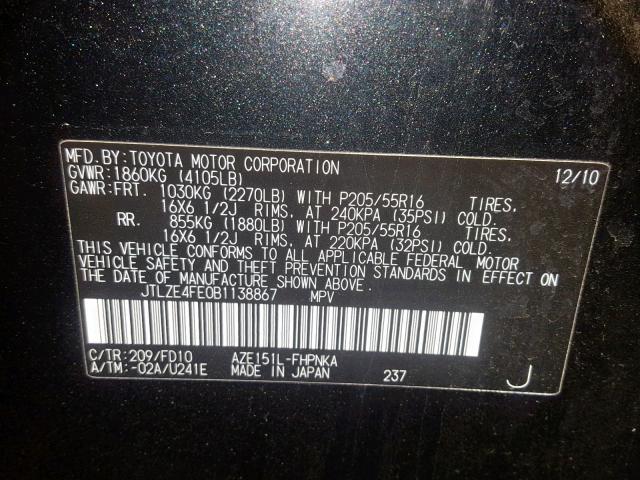 MFD.BY:TOYOTA MOTOR CORPORATION 12/10
GVWR:1860KG (4105LB)
GAWR:FRT. 1030KG (2270LB) WITH P205/55R16 TIRES,
16X6 1/2J RIMS, AT 240KPA (35PSI) COLD.
RR. 855KG (1880LB) WITH P205/55R16 TIRES,
16X6 1/2J RIMS, AT 220KPA (32PSI) COLD.
THIS VEHICLE CONFORMS TO ALL APPLICABLE FEDERAL MOTOR
VEHICLE SAFETY AND THEFT PREVENTION STANDARDS IN EFFECT ON
THE DATE OF MANUFACTURE SHOWN ABOVE.
JTLZE4FE0B1138867 MPV
C/TR:209/FD10 AZE151L-FHPNKA
A/TM:-02A/U241E MADE IN JAPAN 237 J